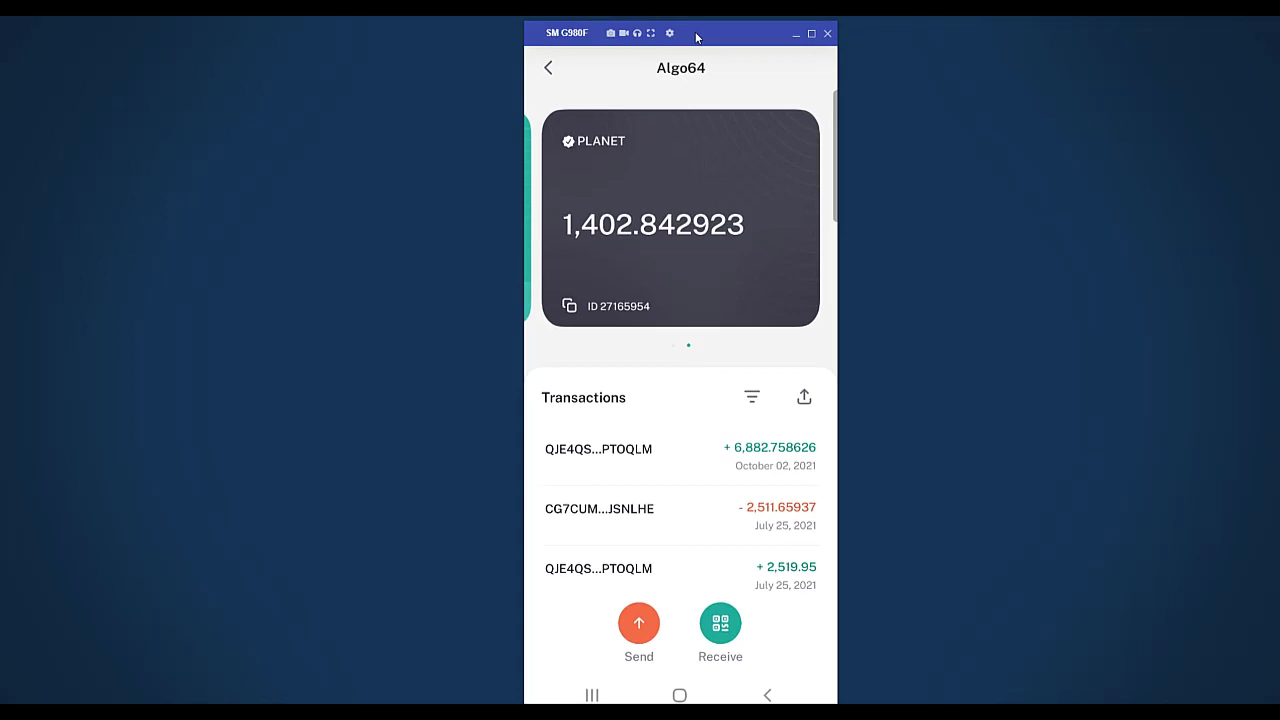 SM G980F
Algo64
PLANET
1,402.842923
ID 27165954
Transactions
QJE4QS...PTOQLM
+ 6,882.758626
October 02, 2021
CG7CUM...JSNLHE
- 2,511.65937
July 25, 2021
QJE4QS...PTOQLM
+ 2,519.95
July 25, 2021
Send
Receive